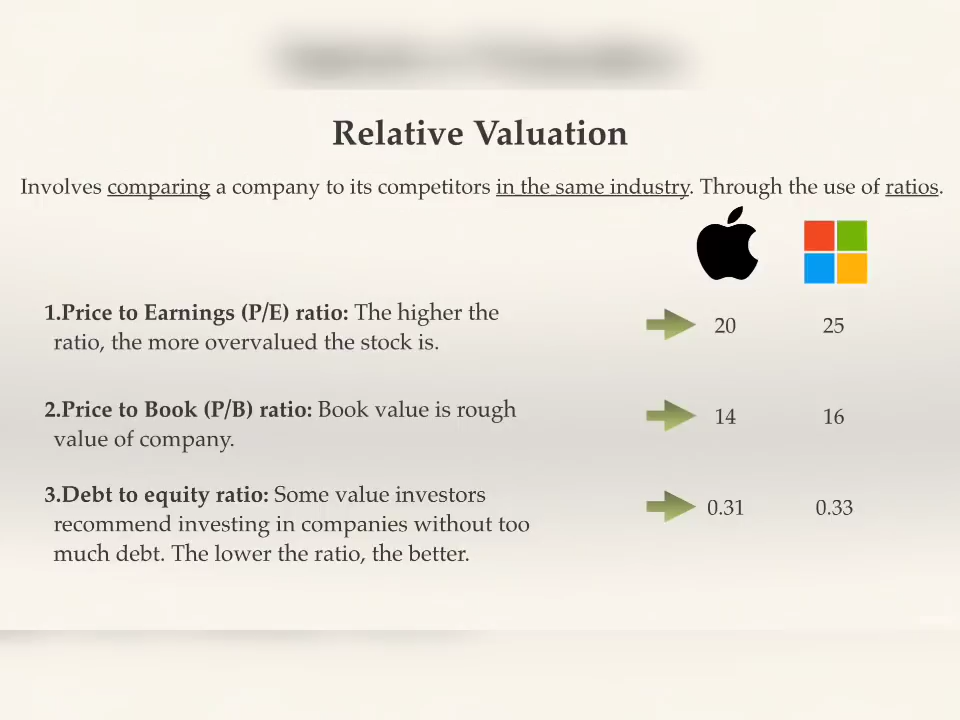 Relative Valuation
Involves comparing a company to its competitors in the same industry. Through the use of ratios.
1.Price to Earnings (P/E) ratio: The higher the
ratio, the more overvalued the stock is.
20 25
2.Price to Book (P/B) ratio: Book value is rough
value of company.
14 16
3.Debt to equity ratio: Some value investors
recommend investing in companies without too
much debt. The lower the ratio, the better.
0.31 0.33